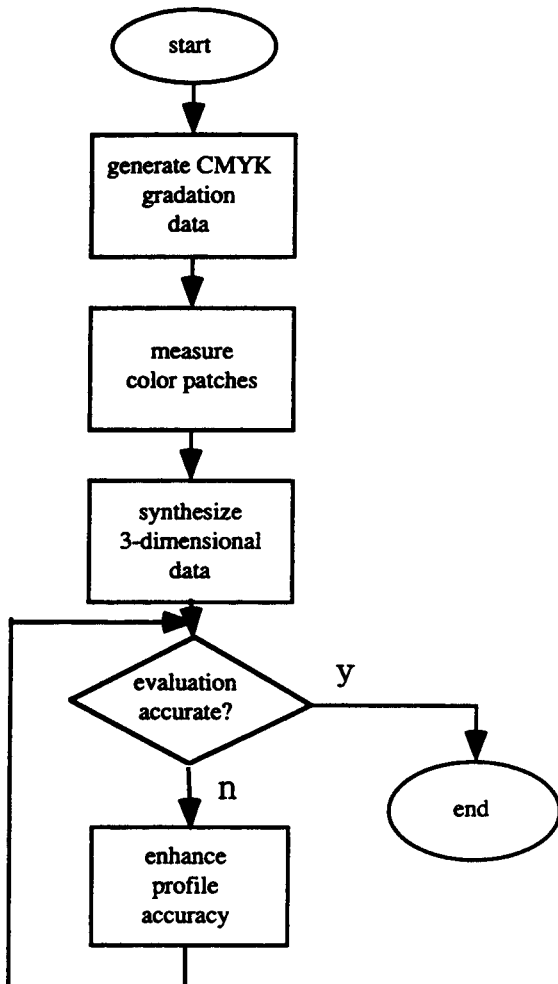 start
generate CMYK
gradation
data
measure
color patches
synthesize
3-dimensional
data
evaluation
accurate?
y
n
end
enhance
profile
accuracy